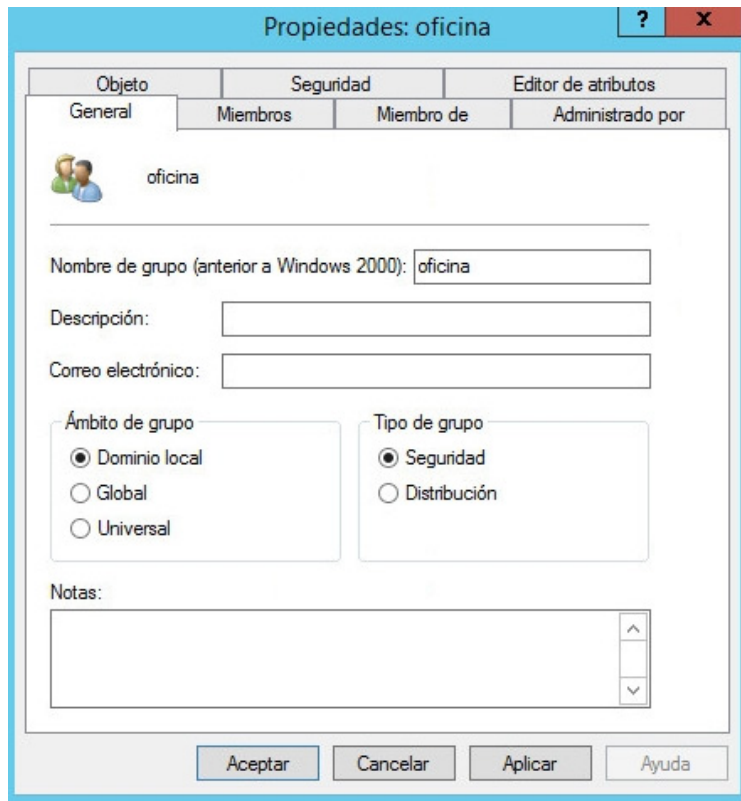 Propiedades: oficina
?
x
Objeto
Seguridad
Editor de atributos
General
Miembros
Miembro de
Administrado por
oficina
Nombre de grupo (anterior a Windows 2000): oficina
Descripción:
Correo electrónico:
Ámbito de grupo
Dominio local
Global
Universal
Tipo de grupo
Seguridad
Distribución
Notas:
Aceptar
Cancelar
Aplicar
Ayuda